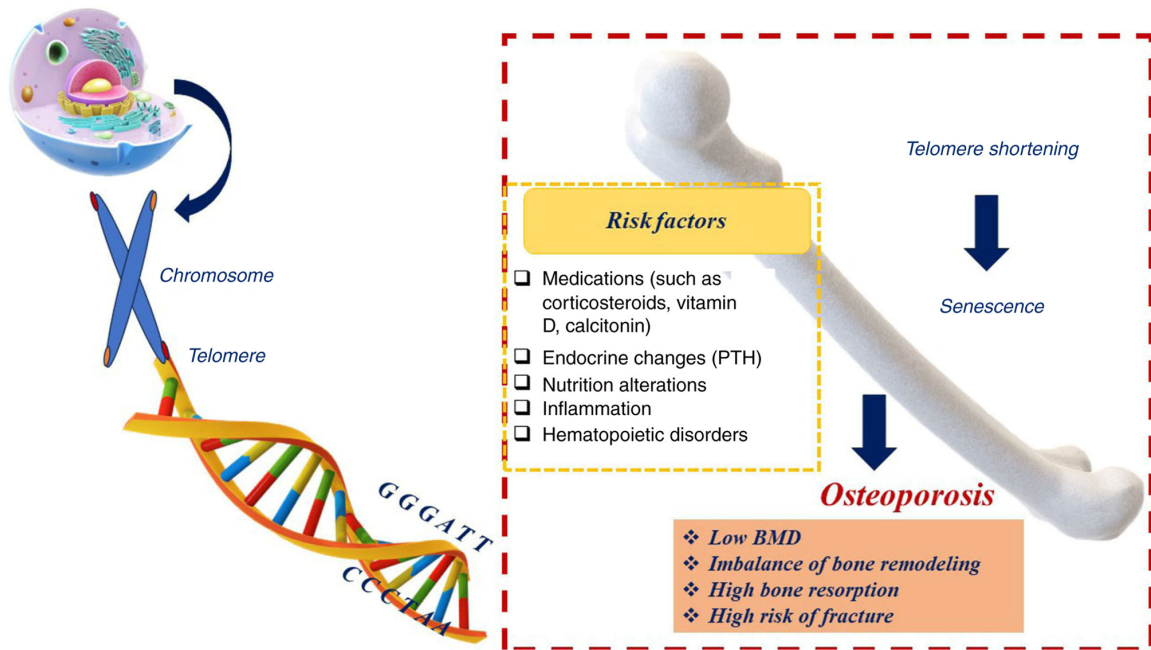 Chromosome
Telomere
GGGATT
CCCTAA
Risk factors
Medications (such as
corticosteroids, vitamin
D, calcitonin)
Endocrine changes (PTH)
Nutrition alterations
Inflammation
Hematopoietic disorders
Telomere shortening
Senescence
Osteoporosis
Low BMD
Imbalance of bone remodeling
High bone resorption
High risk of fracture